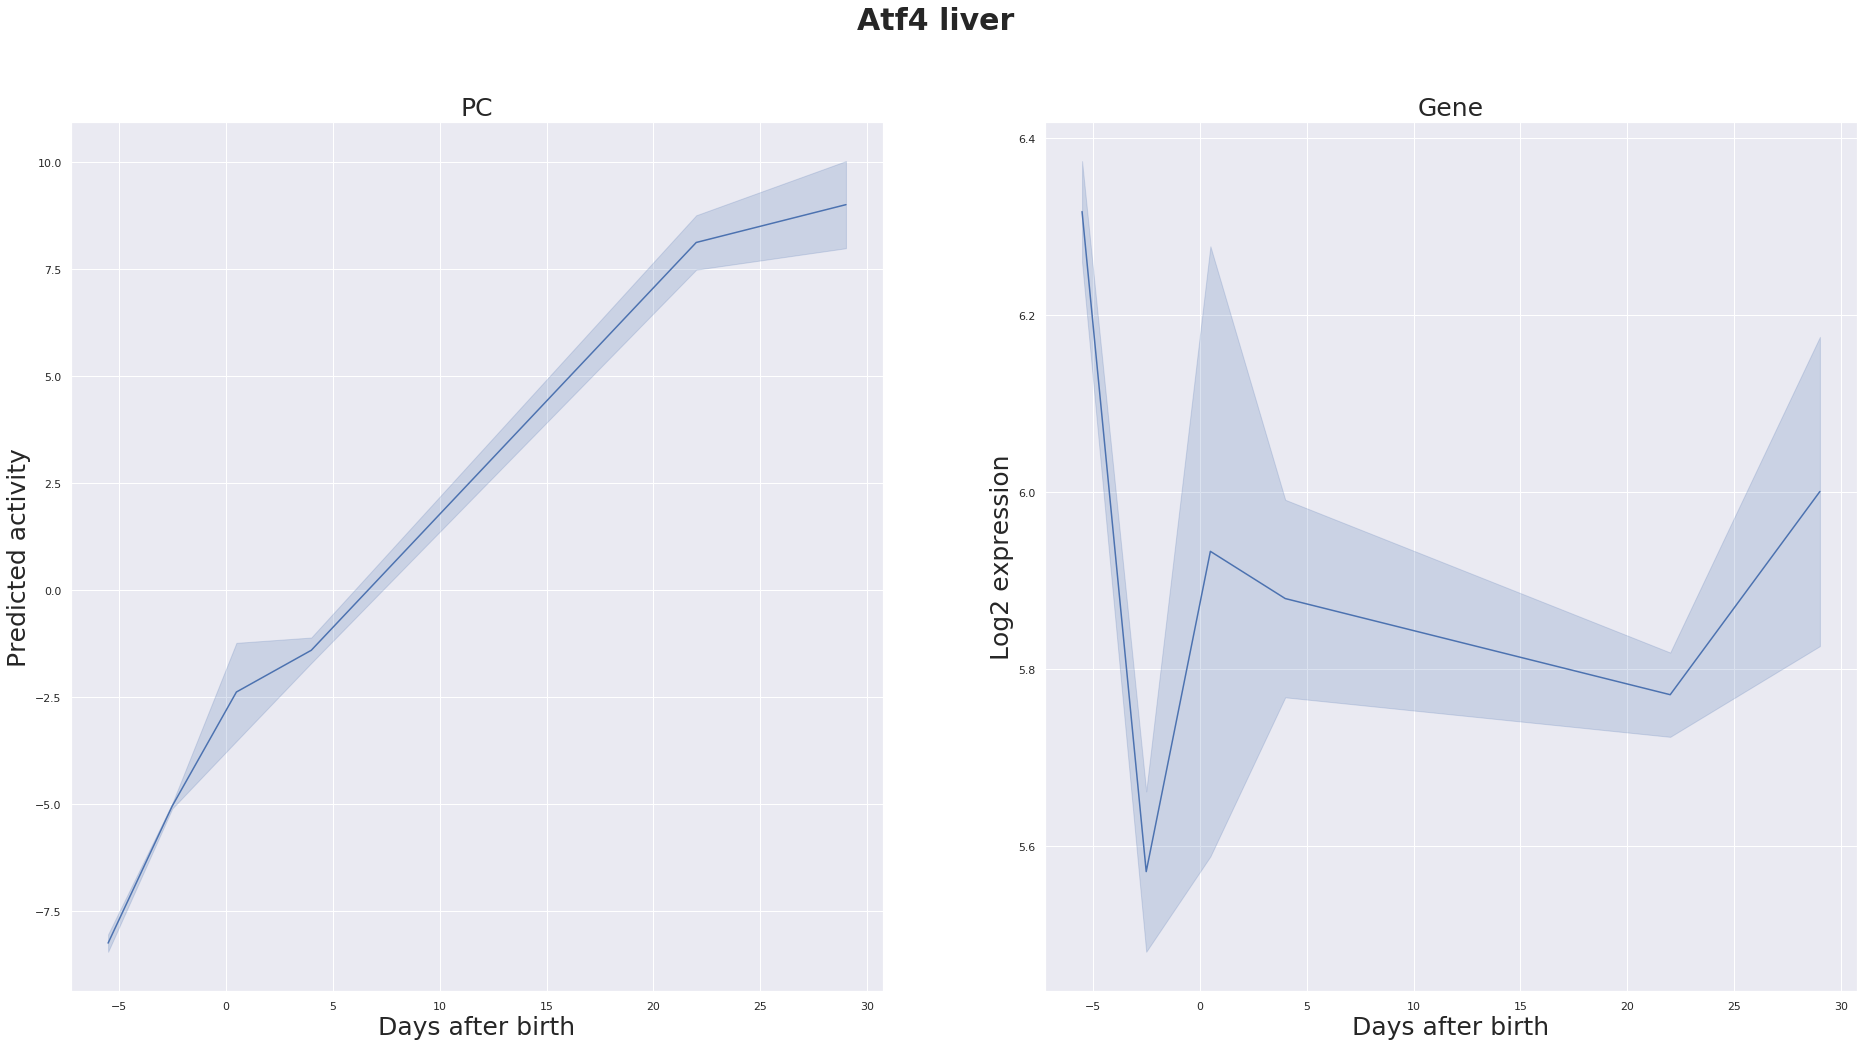 Atf4 liver
PC
Predicted activity
10.0
7.5
5.0
2.5
0.0
−2.5
−5.0
−7.5
−5 0 5 10 15 20 25 30
Days after birth
Gene
Log2 expression
6.4
6.2
6.0
5.8
5.6
−5 0 5 10 15 20 25 30
Days after birth